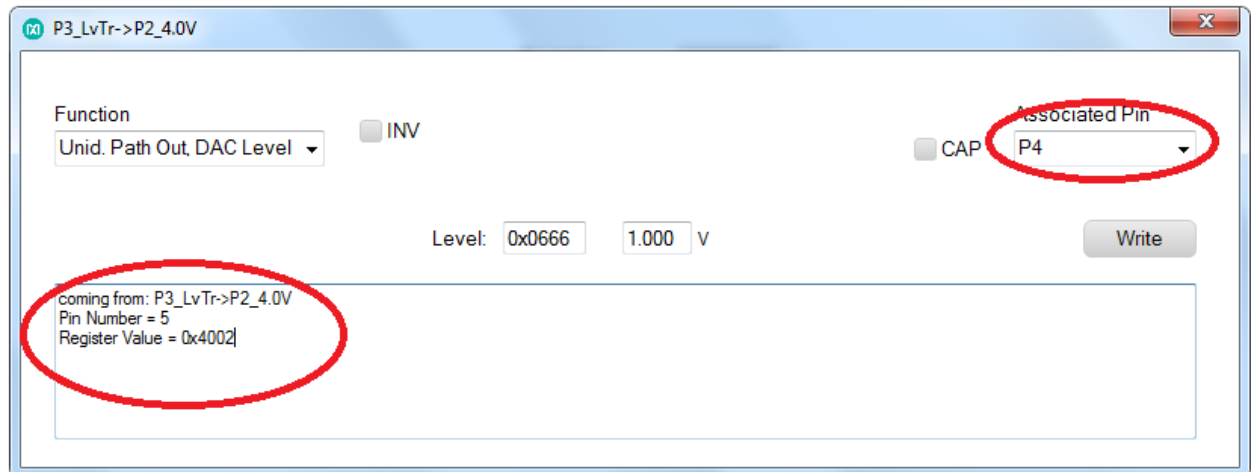 P3_LvTr->P2_4.0V
Function
Unid. Path Out, DAC Level
INV
Associated Pin
CAP
P4
Level: 0x0666 1.000 V
Write
coming from: P3_LvTr->P2_4.0V
Pin Number = 5
Register Value = 0x4002